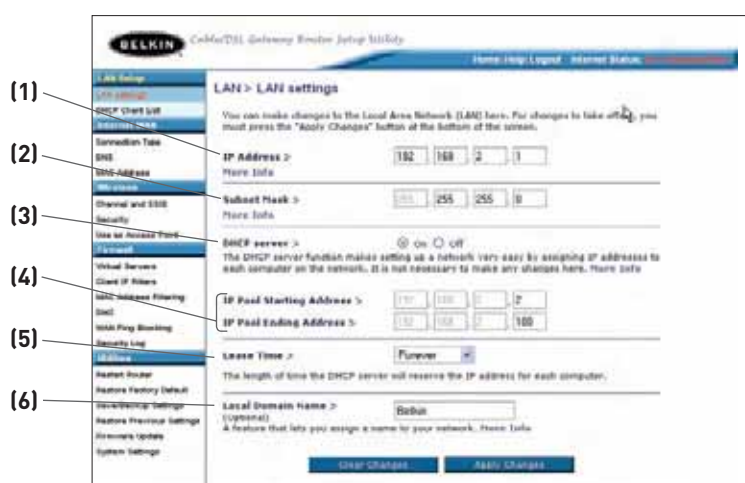 BELKIN Cable/DSL Gateway Router Setup Utility
Home|Help|Logout Internet Status:
LAN Setup
LAN Settings
DHCP Client List
Internet WAN
Connection Type
DNS
MAC Address
Wireless
Channel and SSID
Security
Use as Access Point
Firewall
Virtual Servers
Client IP Filters
MAC Address Filtering
DMZ
WAN Ping Blocking
Security Log
Utilities
Restart Router
Restore Factory Default
Save/Backup Settings
Restore Previous Settings
Firmware Update
System Settings
LAN > LAN settings
You can make changes to the Local Area Network (LAN) here. For changes to take effect, you
must press the "Apply Changes" button at the bottom of the screen.
(1)
IP Address > 192 . 168 . 2 . 1
More Info
(2)
Subnet Mask > 255 . 255 . 255 . 0
More Info
(3)
DHCP server > on off
The DHCP server function makes setting up a network very easy by assigning IP addresses to
each computer on the network. It is not necessary to make any changes here. More Info
(4)
IP Pool Starting Address > 192 . 168 . 2 . 2
IP Pool Ending Address > 192 . 168 . 2 . 100
(5)
Lease Time > Forever
The length of time the DHCP server will reserve the IP address for each computer.
(6)
Local Domain Name > Belkin
(Optional)
A feature that lets you assign a name to your network. More Info
Clear Changes Apply Changes